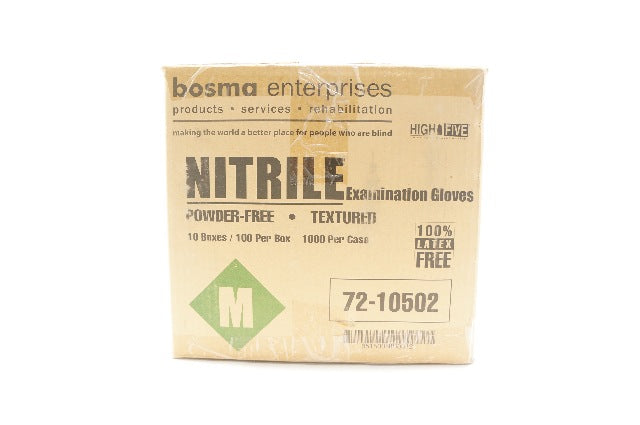 bosma enterprises
products • services • rehabilitation
making the world a better place for people who are blind
HIGH FIVE
NITRILE Examination Gloves
POWDER-FREE • TEXTURED
10 Boxes / 100 Per Box 1000 Per Case
100%
LATEX
FREE
M
72-10502